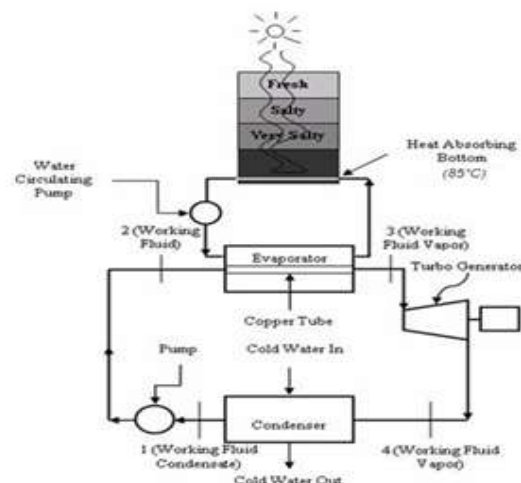 Fresh
Salty
Very Salty
Heat Absorbing
Bottom
(85°C)
Water
Circulating
Pump
2 (Working
Fluid)
3 (Working
Fluid Vapor)
Evaporator
Turbo Generator
Copper Tube
Pump
Cold Water In
Condenser
1 (Working Fluid
Condensate)
4 (Working Fluid
Vapor)
Cold Water Out